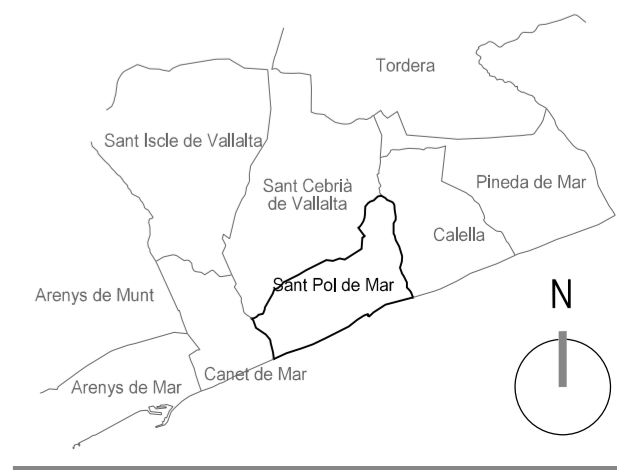 Tordera
Sant Iscle de Vallalta
Sant Cebrià
de Vallalta
Pineda de Mar
Calella
Sant Pol de Mar
Arenys de Munt
N
Canet de Mar
Arenys de Mar